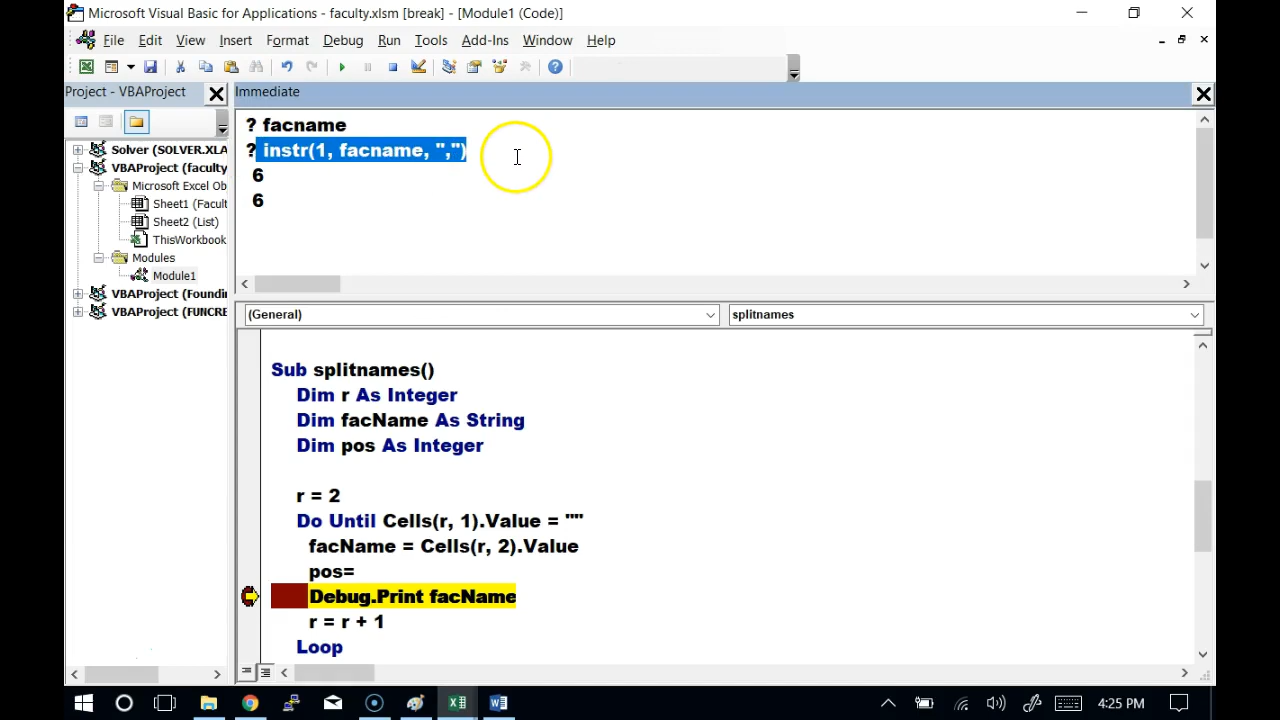 Microsoft Visual Basic for Applications - faculty.xlsm [break] - [Module1 (Code)]
File Edit View Insert Format Debug Run Tools Add-Ins Window Help
Project - VBAProject
Solver (SOLVER.XLA
VBAProject (faculty
Microsoft Excel Ob
Sheet1 (Facul
Sheet2 (List)
ThisWorkbook
Modules
Module1
VBAProject (Foundin
VBAProject (FUNCRE
Immediate
? facname
? instr(1, facname, ",")
6
6
(General) splitnames
Sub splitnames()
Dim r As Integer
Dim facName As String
Dim pos As Integer
r = 2
Do Until Cells(r, 1).Value = ""
facName = Cells(r, 2).Value
pos=
Debug.Print facName
r = r + 1
Loop
4:25 PM